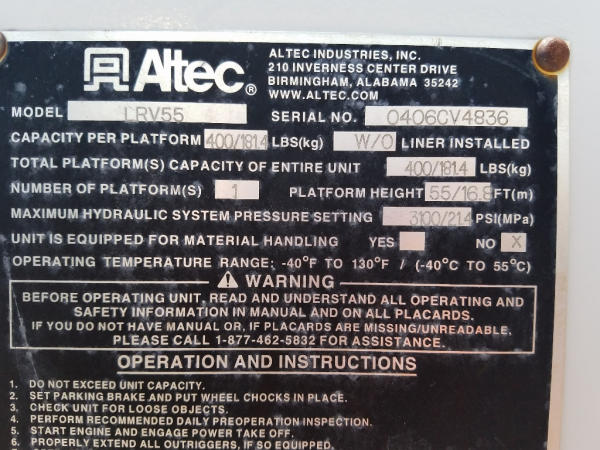 Altec®
ALTEC INDUSTRIES, INC.
210 INVERNESS CENTER DRIVE
BIRMINGHAM, ALABAMA 35242
WWW.ALTEC.COM
MODEL LRV55 SERIAL NO. 0406CV4836
CAPACITY PER PLATFORM 400/181.4 LBS(kg) W/O LINER INSTALLED
TOTAL PLATFORM(S) CAPACITY OF ENTIRE UNIT 400/181.4 LBS(kg)
NUMBER OF PLATFORM(S) 1 PLATFORM HEIGHT 55/16.8 FT(m)
MAXIMUM HYDRAULIC SYSTEM PRESSURE SETTING 3100/21.4 PSI(MPa)
UNIT IS EQUIPPED FOR MATERIAL HANDLING YES NO X
OPERATING TEMPERATURE RANGE: -40°F TO 130°F / (-40°C TO 55°C)
WARNING
BEFORE OPERATING UNIT, READ AND UNDERSTAND ALL OPERATING AND
SAFETY INFORMATION IN MANUAL AND ON ALL PLACARDS.
IF YOU DO NOT HAVE MANUAL OR, IF PLACARDS ARE MISSING/UNREADABLE.
PLEASE CALL 1-877-462-5832 FOR ASSISTANCE.
OPERATION AND INSTRUCTIONS
1. DO NOT EXCEED UNIT CAPACITY.
2. SET PARKING BRAKE AND PUT WHEEL CHOCKS IN PLACE.
3. CHECK UNIT FOR LOOSE OBJECTS.
4. PERFORM RECOMMENDED DAILY PREOPERATION INSPECTION.
5. START ENGINE AND ENGAGE POWER TAKE OFF.
6. PROPERLY EXTEND ALL OUTRIGGERS, IF SO EQUIPPED.